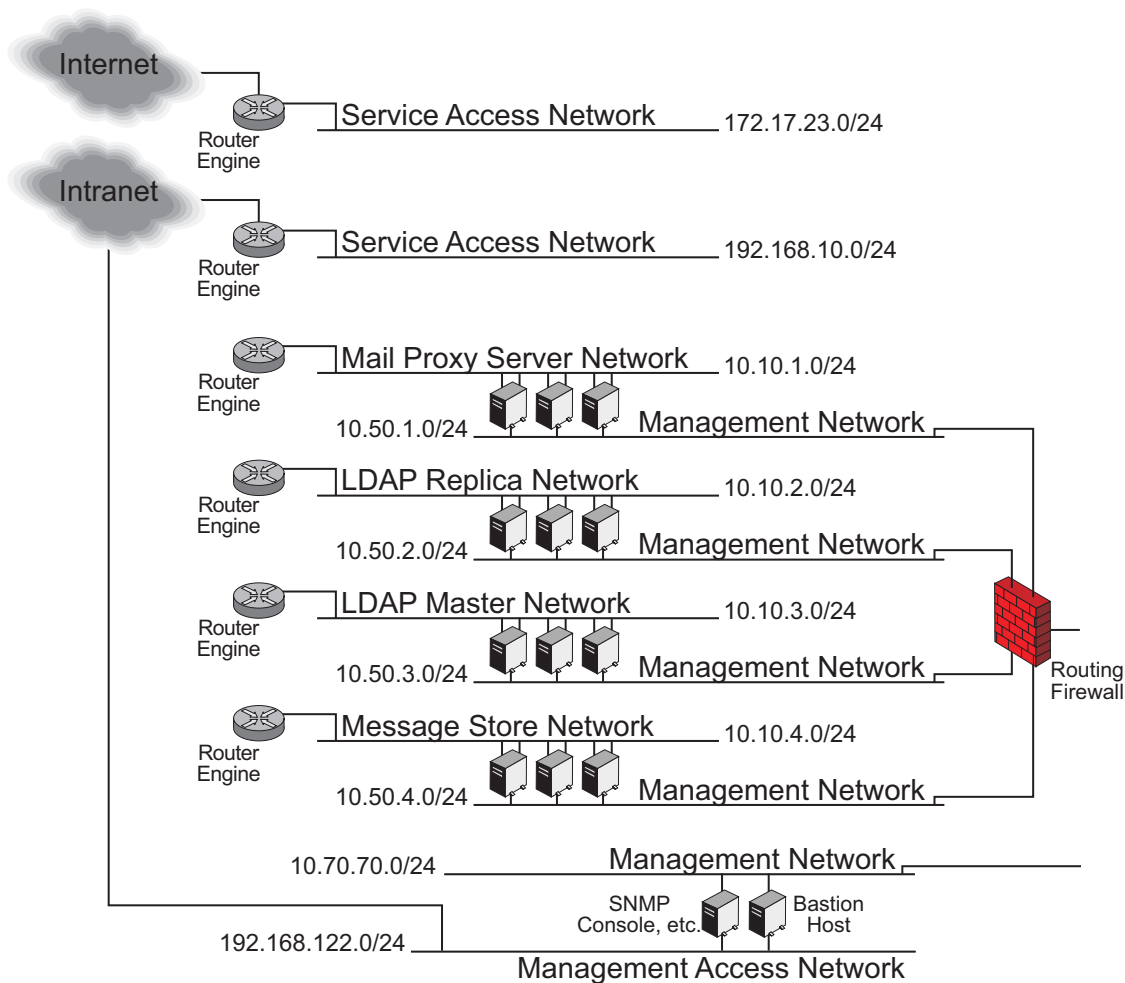 Internet
Service Access Network
172.17.23.0/24
Router
Engine
Intranet
Service Access Network
192.168.10.0/24
Router
Engine
Mail Proxy Server Network
10.10.1.0/24
Router
Engine
10.50.1.0/24
Management Network
LDAP Replica Network
10.10.2.0/24
Router
Engine
10.50.2.0/24
Management Network
LDAP Master Network
10.10.3.0/24
Router
Engine
10.50.3.0/24
Management Network
Routing
Firewall
Message Store Network
10.10.4.0/24
Router
Engine
10.50.4.0/24
Management Network
10.70.70.0/24
Management Network
SNMP
Console, etc.
Bastion
Host
192.168.122.0/24
Management Access Network